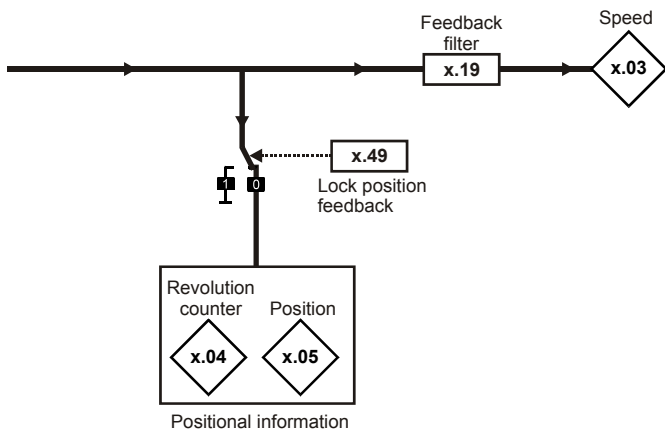 Speed
Feedback
filter
x.19
x.03
x.49
1
0
Lock position
feedback
Revolution
counter
Position
x.04
x.05
Positional information